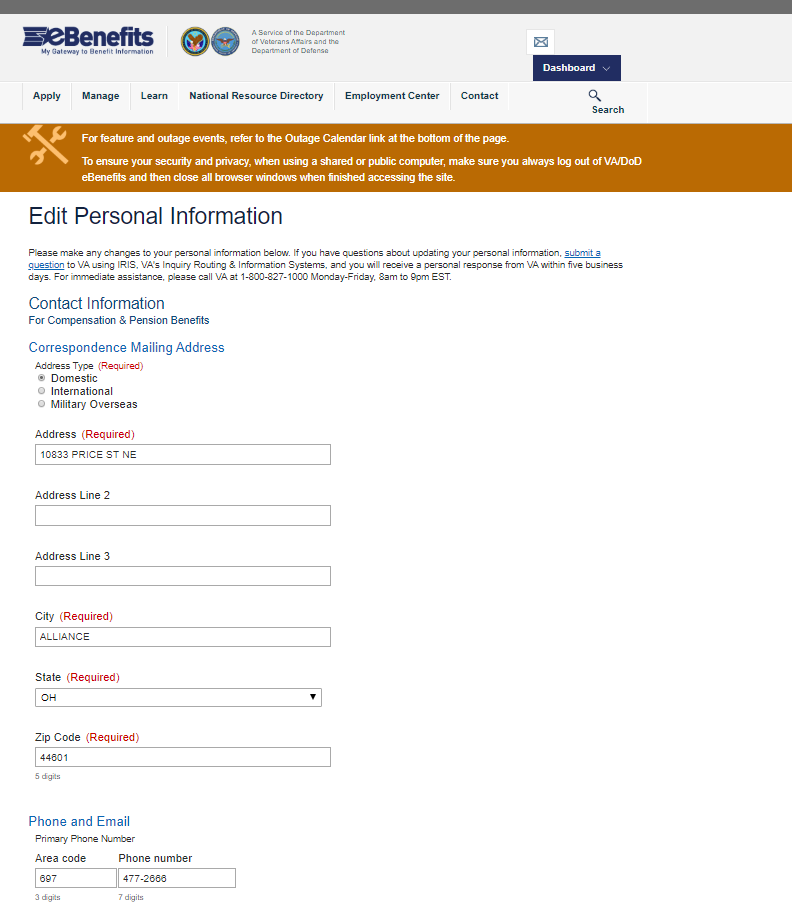 eBenefits
My Gateway to Benefit Information
A Service of the Department
of Veterans Affairs and the
Department of Defense
Dashboard
Apply Manage Learn National Resource Directory Employment Center Contact Search
For feature and outage events, refer to the Outage Calendar link at the bottom of the page.
To ensure your security and privacy, when using a shared or public computer, make sure you always log out of VA/DoD
eBenefits and then close all browser windows when finished accessing the site.
Edit Personal Information
Please make any changes to your personal information below. If you have questions about updating your personal information, submit a
question to VA using IRIS, VA's Inquiry Routing & Information Systems, and you will receive a personal response from VA within five business
days. For immediate assistance, please call VA at 1-800-827-1000 Monday-Friday, 8am to 9pm EST.
Contact Information
For Compensation & Pension Benefits
Correspondence Mailing Address
Address Type (Required)
Domestic
International
Military Overseas
Address (Required)
10833 PRICE ST NE
Address Line 2
Address Line 3
City (Required)
ALLIANCE
State (Required)
OH
Zip Code (Required)
44601
5 digits
Phone and Email
Primary Phone Number
Area code Phone number
697 477-2666
3 digits 7 digits